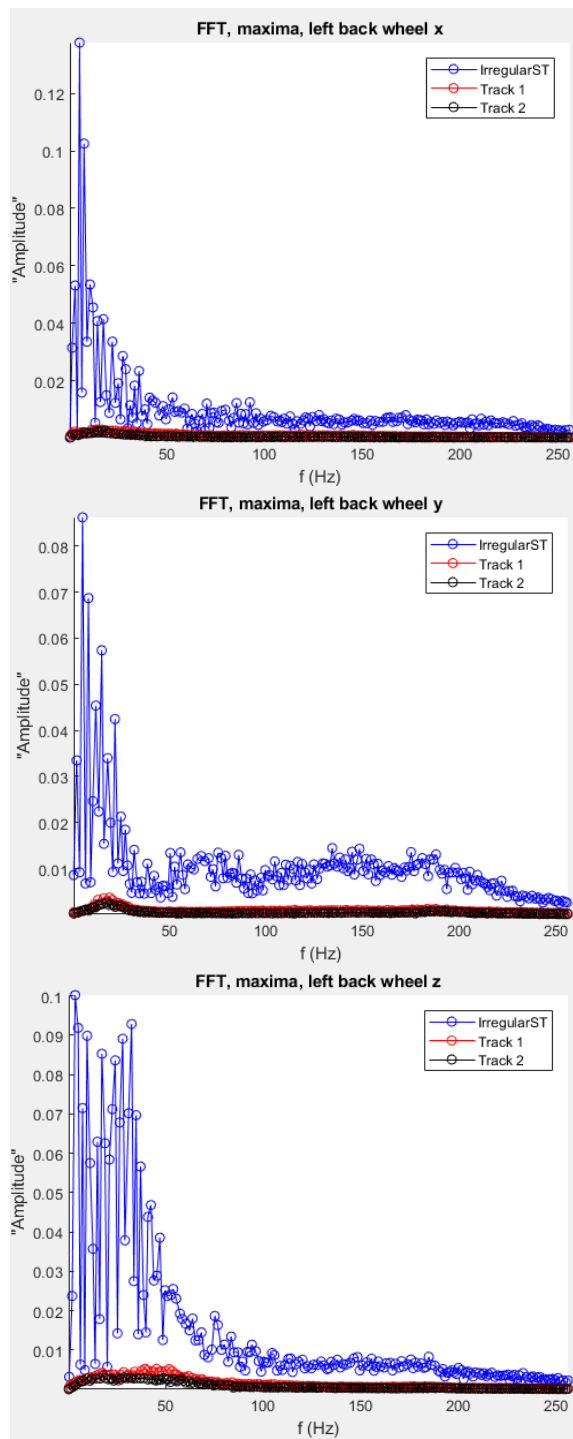 FFT, maxima, left back wheel x
IrregularST
Track 1
Track 2
0.12
0.1
0.08
0.06
0.04
0.02
"Amplitude"
50
100
150
200
250
f (Hz)
FFT, maxima, left back wheel y
IrregularST
Track 1
Track 2
0.08
0.07
0.06
0.05
0.04
0.03
0.02
0.01
"Amplitude"
50
100
150
200
250
f (Hz)
FFT, maxima, left back wheel z
IrregularST
Track 1
Track 2
0.1
0.09
0.08
0.07
0.06
0.05
0.04
0.03
0.02
0.01
"Amplitude"
50
100
150
200
250
f (Hz)